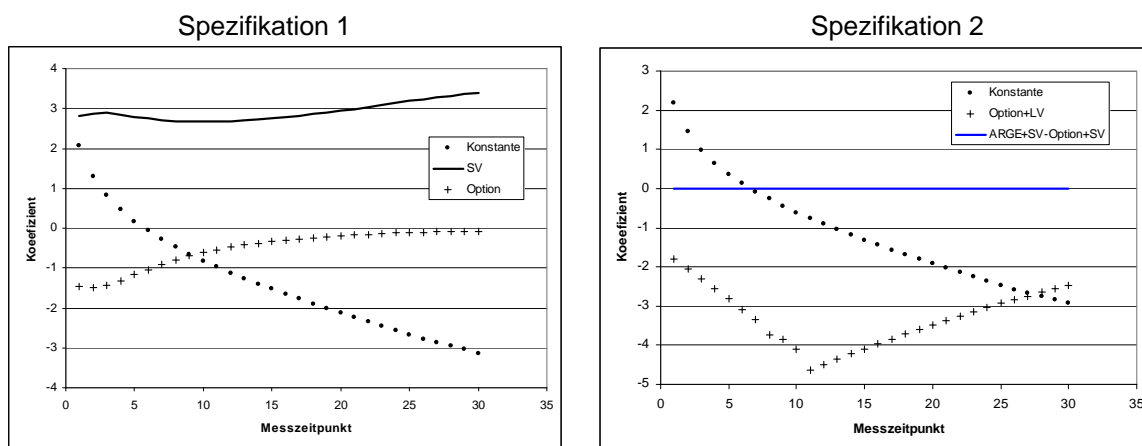 Spezifikation 1
Spezifikation 2
4
3
2
1
0
-1
-2
-3
-4
Koeefizient
0 5 10 15 20 25 30 35
Messzeitpunkt
Konstante
SV
Option
3
2
1
0
-1
-2
-3
-4
-5
Koeefizient
0 5 10 15 20 25 30 35
Messzeitpunkt
Konstante
Option+LV
ARGE+SV-Option+SV